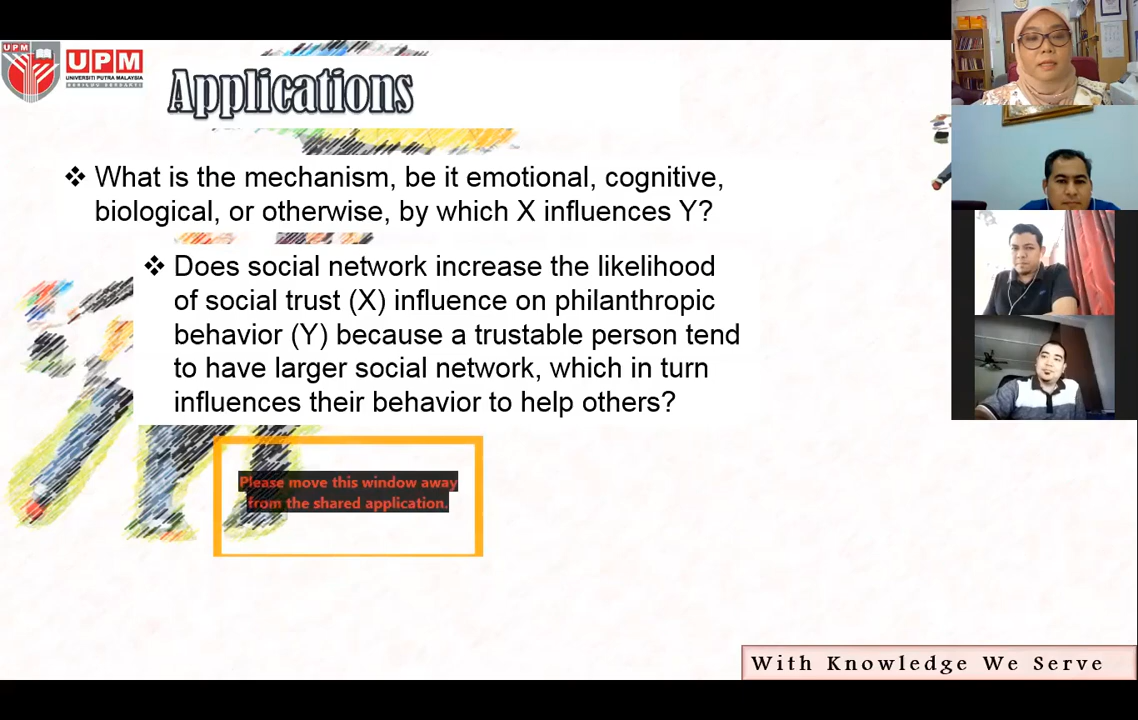 UPM
UPM
UNIVERSITI PUTRA MALAYSIA
BERILMU BERBAKTI
Applications
❖ What is the mechanism, be it emotional, cognitive,
biological, or otherwise, by which X influences Y?
❖ Does social network increase the likelihood
of social trust (X) influence on philanthropic
behavior (Y) because a trustable person tend
to have larger social network, which in turn
influences their behavior to help others?
Please move this window away
from the shared application.
With Knowledge We Serve